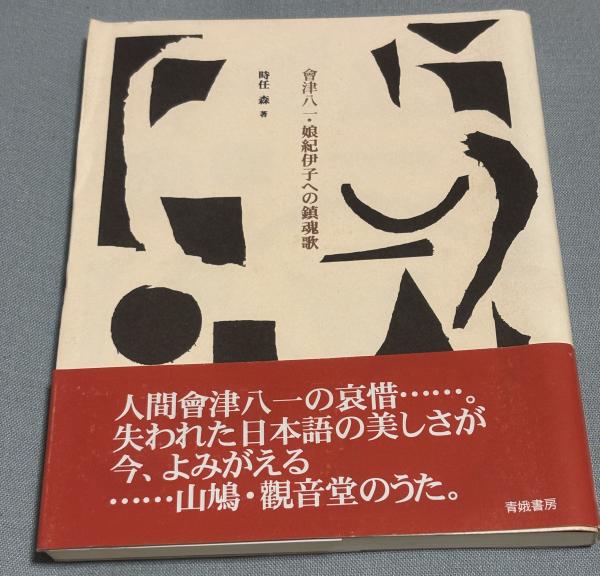 會津八一・娘紀伊子への鎮魂歌
時任 森 著
人間會津八一の哀惜……。
失われた日本語の美しさが
今、よみがえる
……山鳩・觀音堂のうた。
青娥書房